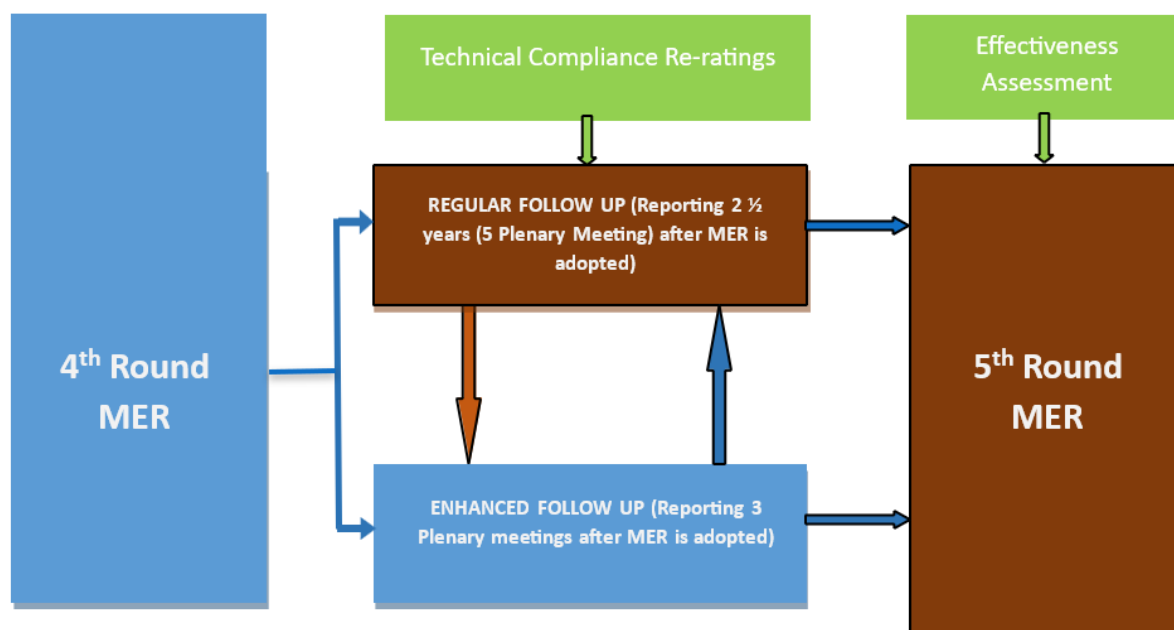 Technical Compliance Re-ratings
Effectiveness
Assessment
4th Round
MER
REGULAR FOLLOW UP (Reporting 2 ½
years (5 Plenary Meeting) after MER is
adopted)
ENHANCED FOLLOW UP (Reporting 3
Plenary meetings after MER is adopted)
5th Round
MER